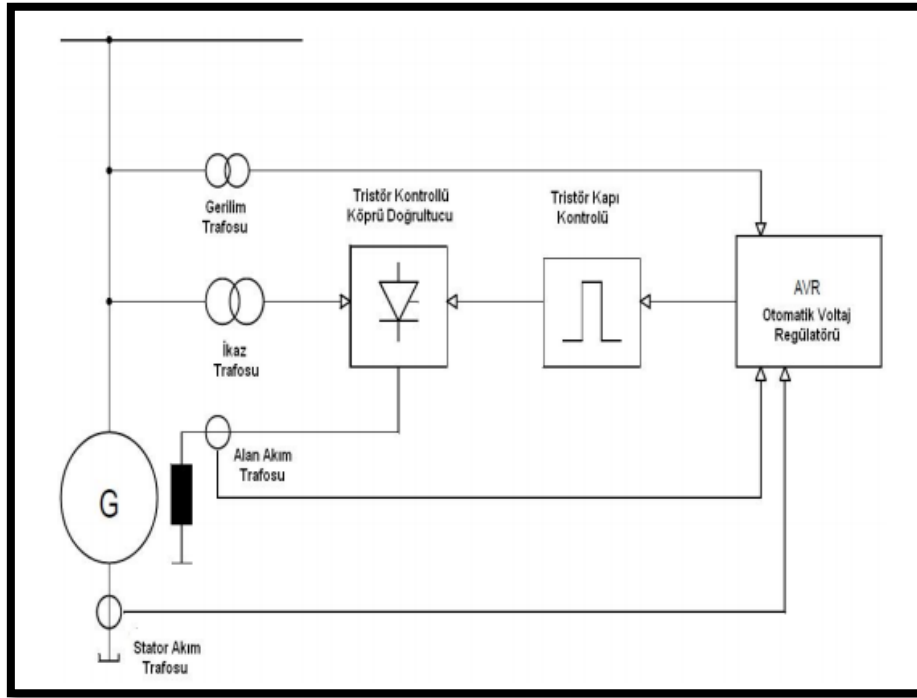 Gerilim
Trafosu
Tristör Kontrollü
Köprü Doğrultucu
Tristör Kapı
Kontrolü
AVR
Otomatik Voltaj
Regülatörü
İkaz
Trafosu
Alan Akım
Trafosu
G
Stator Akım
Trafosu